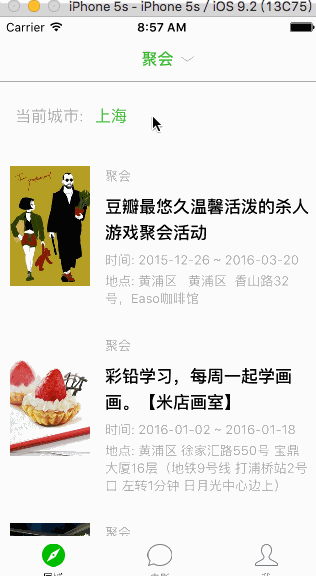 iPhone 5s - iPhone 5s / iOS 9.2 (13C75)
Carrier 8:57 AM
聚会
当前城市: 上海
聚会
豆瓣最悠久温馨活泼的杀人
游戏聚会活动
时间: 2015-12-26 ~ 2016-03-20
地点: 黄浦区 黄浦区 香山路32
号，Easo咖啡馆
聚会
彩铅学习，每周一起学画
画。【米店画室】
时间: 2016-01-02 ~ 2016-01-18
地点: 黄浦区 徐家汇路550号 宝鼎
大厦16层（地铁9号线 打浦桥站2号
口 左转1分钟 日月光中心边上）
聚会